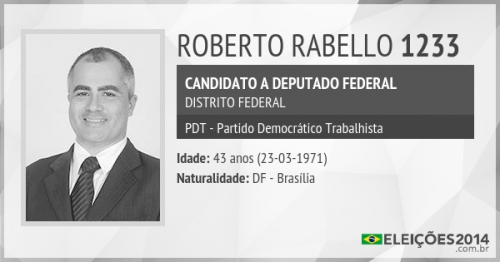 ROBERTO RABELLO 1233
CANDIDATO A DEPUTADO FEDERAL
DISTRITO FEDERAL
PDT - Partido Democrático Trabalhista
Idade: 43 anos (23-03-1971)
Naturalidade: DF - Brasília
ELEIÇÕES2014
.com.br